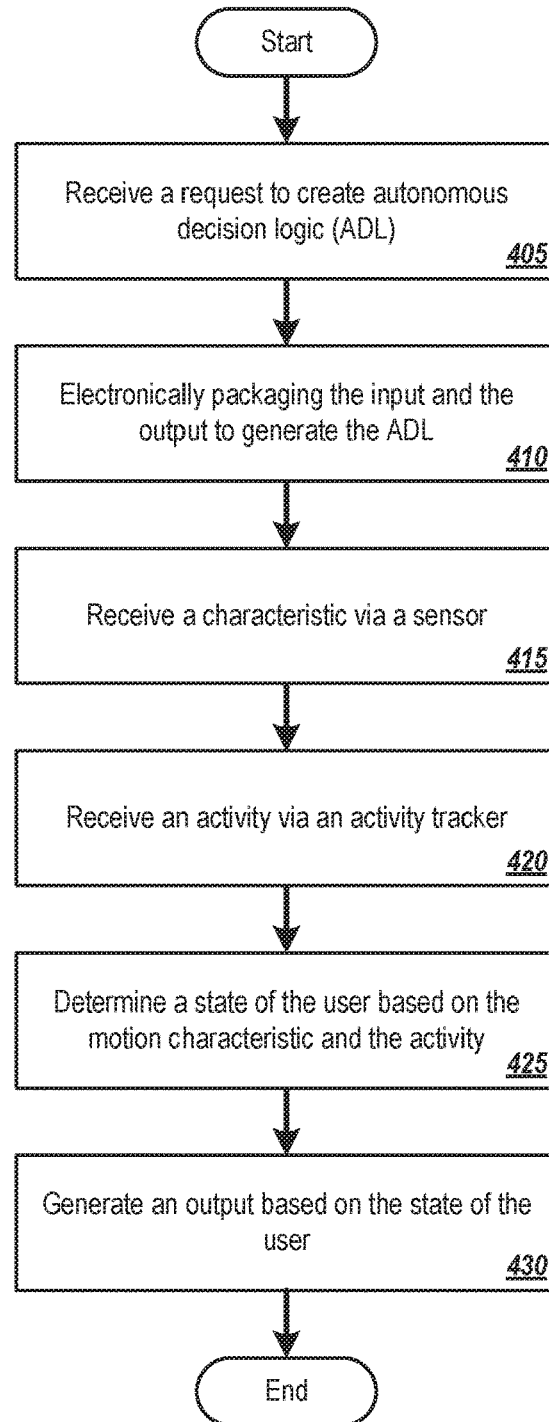 Start
Receive a request to create autonomous
decision logic (ADL)
405
Electronically packaging the input and the
output to generate the ADL
410
Receive a characteristic via a sensor
415
Receive an activity via an activity tracker
420
Determine a state of the user based on the
motion characteristic and the activity
425
Generate an output based on the state of the
user
430
End